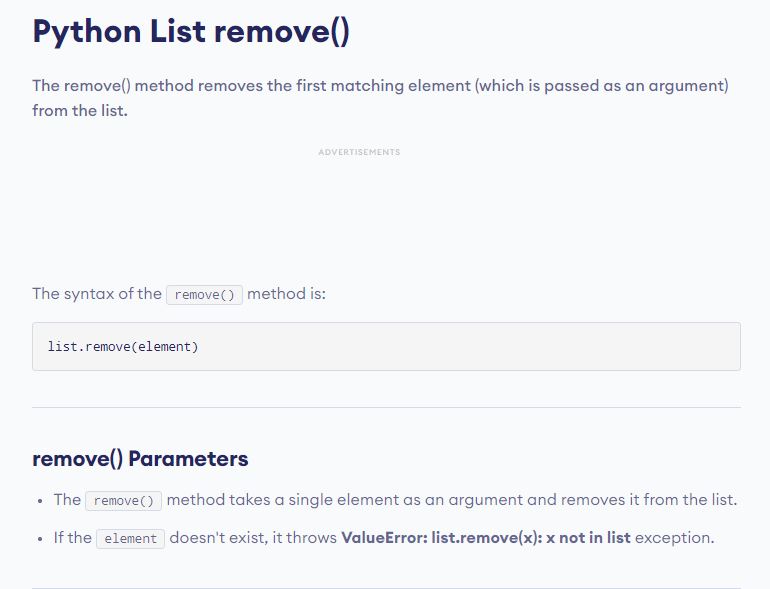 Python List remove()
The remove() method removes the first matching element (which is passed as an argument)
from the list.
ADVERTISEMENTS
The syntax of the remove() method is:
list.remove(element)
remove() Parameters
• The remove() method takes a single element as an argument and removes it from the list.
• If the element doesn't exist, it throws ValueError: list.remove(x): x not in list exception.